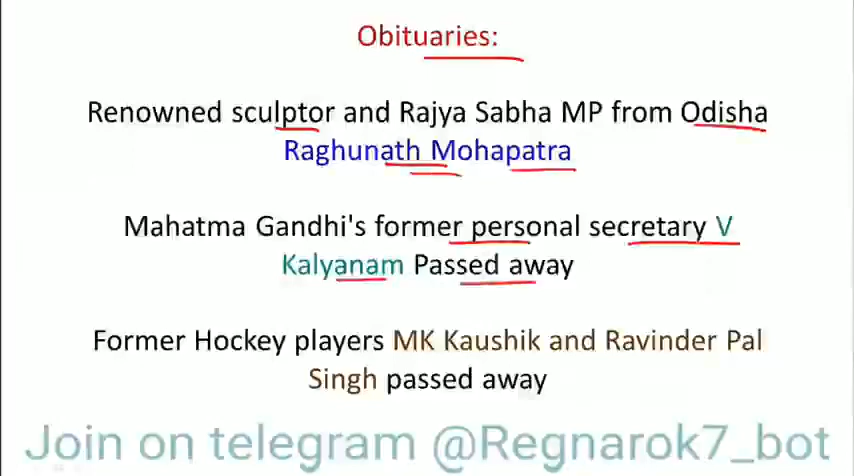 Obituaries:
Renowned sculptor and Rajya Sabha MP from Odisha
Raghunath Mohapatra
Mahatma Gandhi's former personal secretary V
Kalyanam Passed away
Former Hockey players MK Kaushik and Ravinder Pal
Singh passed away
Join on telegram @Regnarok7_bot